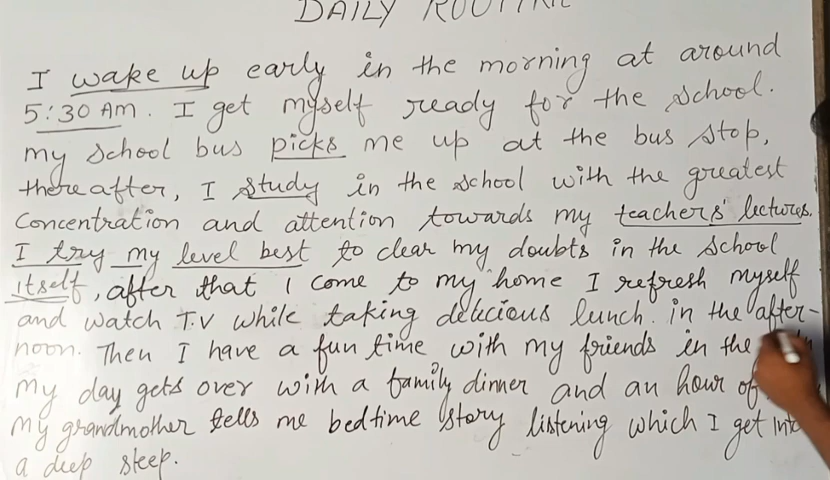 DAILY ROUTINE
I wake up early in the morning at around
5:30 AM. I get myself ready for the school.
my school bus picks me up at the bus stop,
thereafter, I study in the school with the greatest
Concentration and attention towards my teachers' lectures.
I try my level best to clear my doubts in the school
itself, after that I come to my home I refresh myself
and watch T.V while taking delicious lunch. in the after-
noon. Then I have a fun time with my friends in the
my day gets over with a family dinner and an hour of
my grandmother tells me bedtime story listening which I get into
a deep sleep.